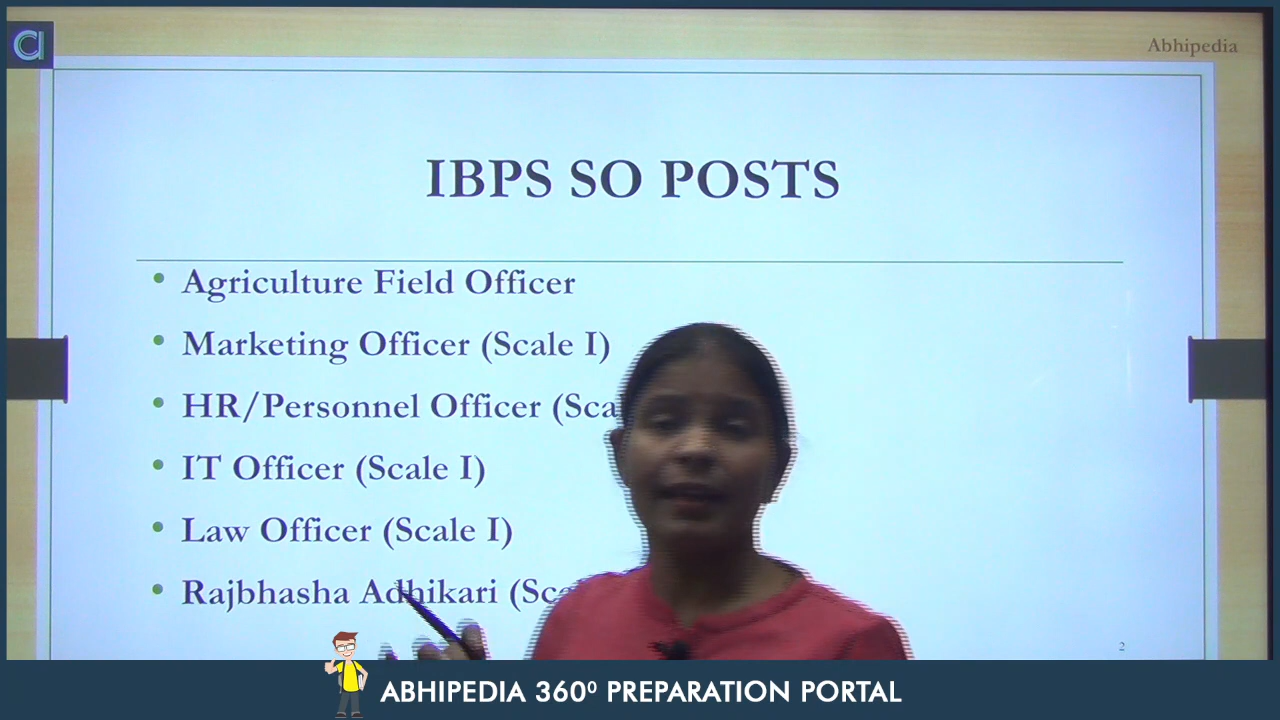 Abhipedia
IBPS SO POSTS
• Agriculture Field Officer
• Marketing Officer (Scale I)
• HR/Personnel Officer (Sca
• IT Officer (Scale I)
• Law Officer (Scale I)
• Rajbhasha Adhikari (Sc
2
ABHIPEDIA 360⁰ PREPARATION PORTAL